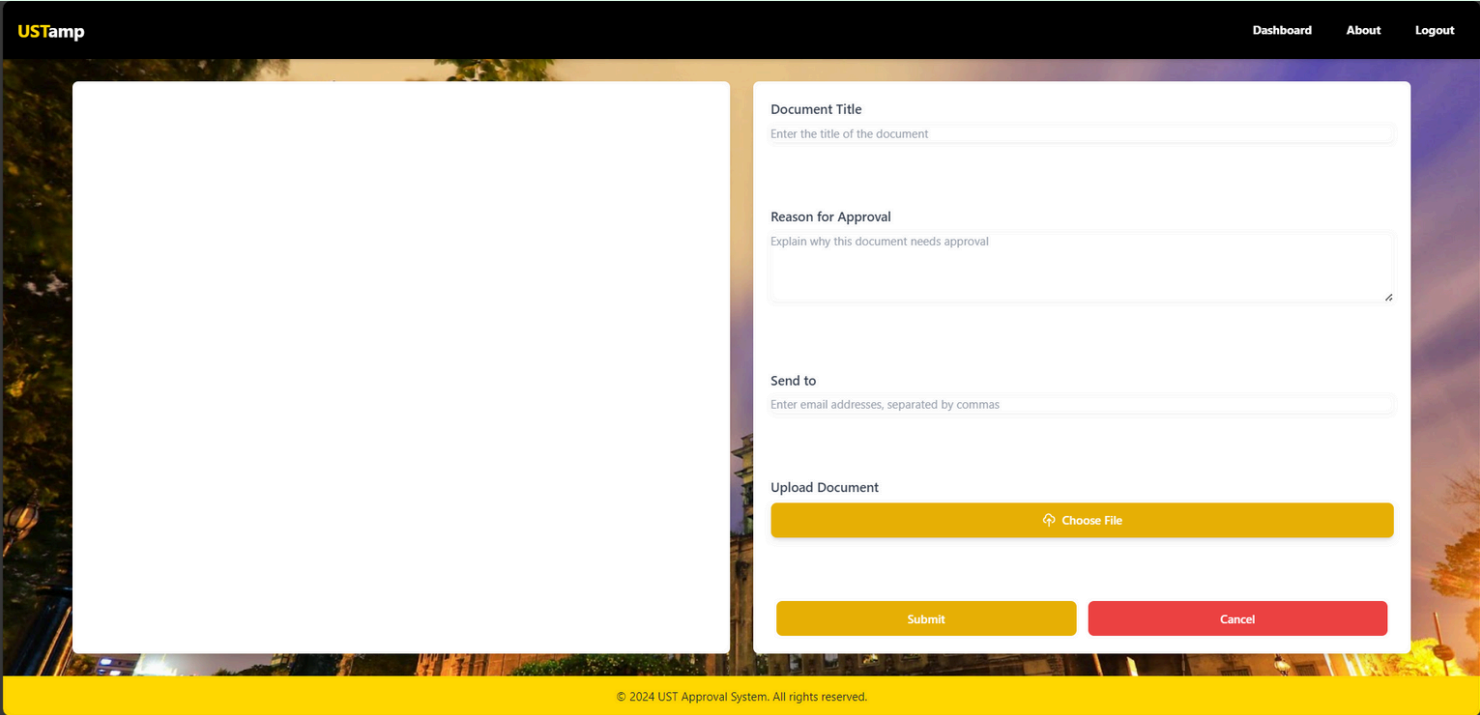 USTamp
Dashboard About Logout
Document Title
Enter the title of the document
Reason for Approval
Explain why this document needs approval
Send to
Enter email addresses, separated by commas
Upload Document
Choose File
Submit Cancel
© 2024 UST Approval System. All rights reserved.